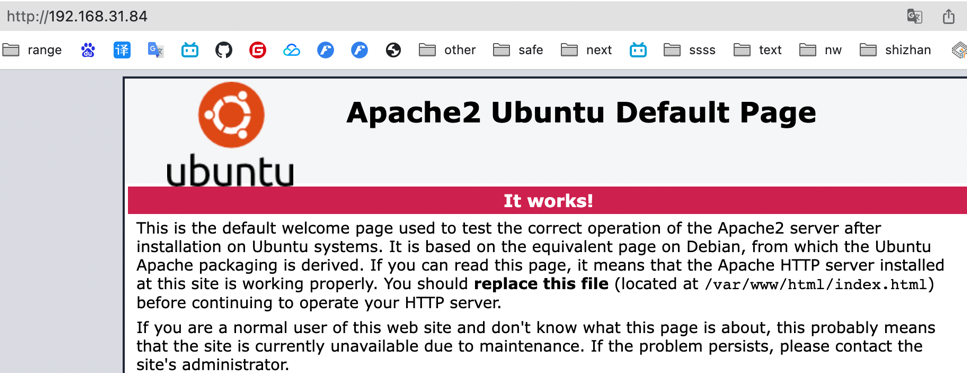 http://192.168.31.84
range 译 G other safe next ssss text nw shizhan
ubuntu
Apache2 Ubuntu Default Page
It works!
This is the default welcome page used to test the correct operation of the Apache2 server after
installation on Ubuntu systems. It is based on the equivalent page on Debian, from which the Ubuntu
Apache packaging is derived. If you can read this page, it means that the Apache HTTP server installed
at this site is working properly. You should replace this file (located at /var/www/html/index.html)
before continuing to operate your HTTP server.
If you are a normal user of this web site and don't know what this page is about, this probably means
that the site is currently unavailable due to maintenance. If the problem persists, please contact the
site's administrator.